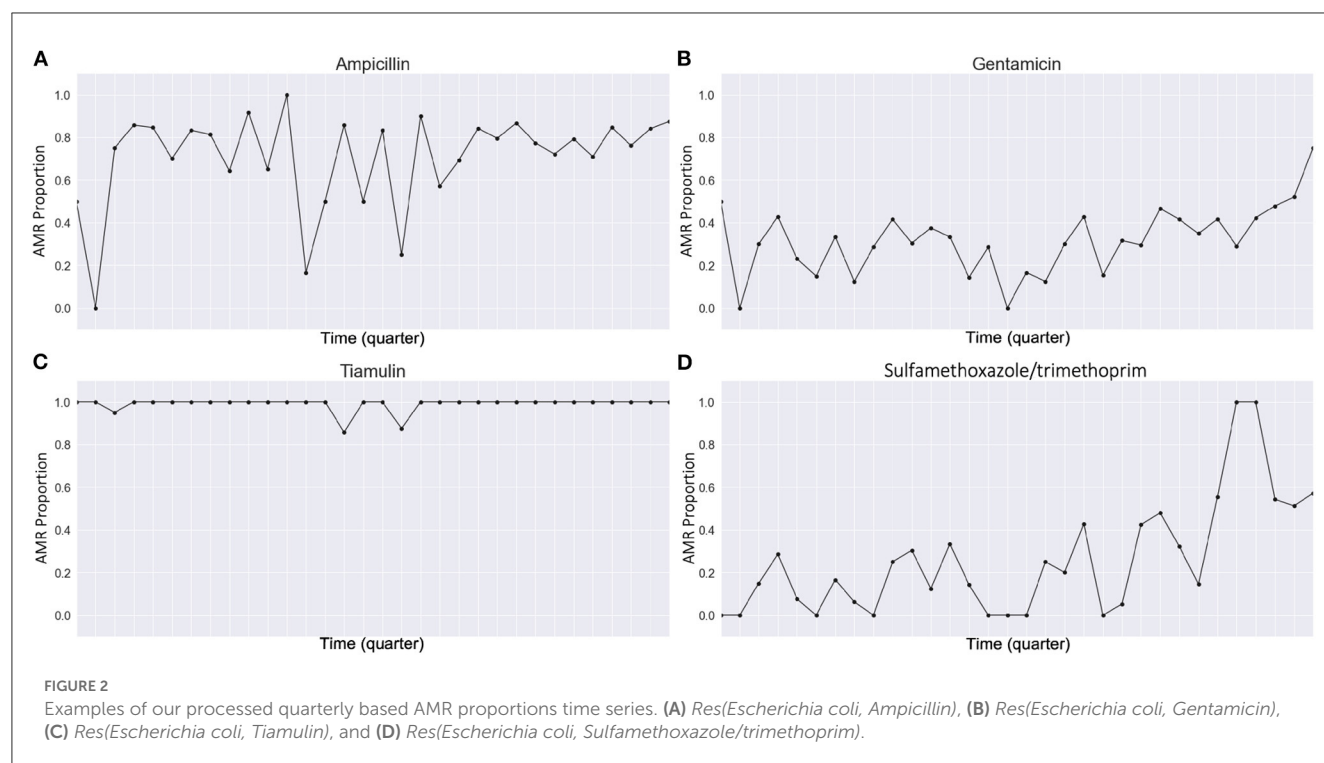 A
Ampicillin
1.0
0.8
0.6
0.4
0.2
0.0
AMR Proportion
Time (quarter)
B
Gentamicin
1.0
0.8
0.6
0.4
0.2
0.0
AMR Proportion
Time (quarter)
C
Tiamulin
1.0
0.8
0.6
0.4
0.2
0.0
AMR Proportion
Time (quarter)
D
Sulfamethoxazole/trimethoprim
1.0
0.8
0.6
0.4
0.2
0.0
AMR Proportion
Time (quarter)
FIGURE 2
Examples of our processed quarterly based AMR proportions time series. (A) Res(Escherichia coli, Ampicillin), (B) Res(Escherichia coli, Gentamicin),
(C) Res(Escherichia coli, Tiamulin), and (D) Res(Escherichia coli, Sulfamethoxazole/trimethoprim).